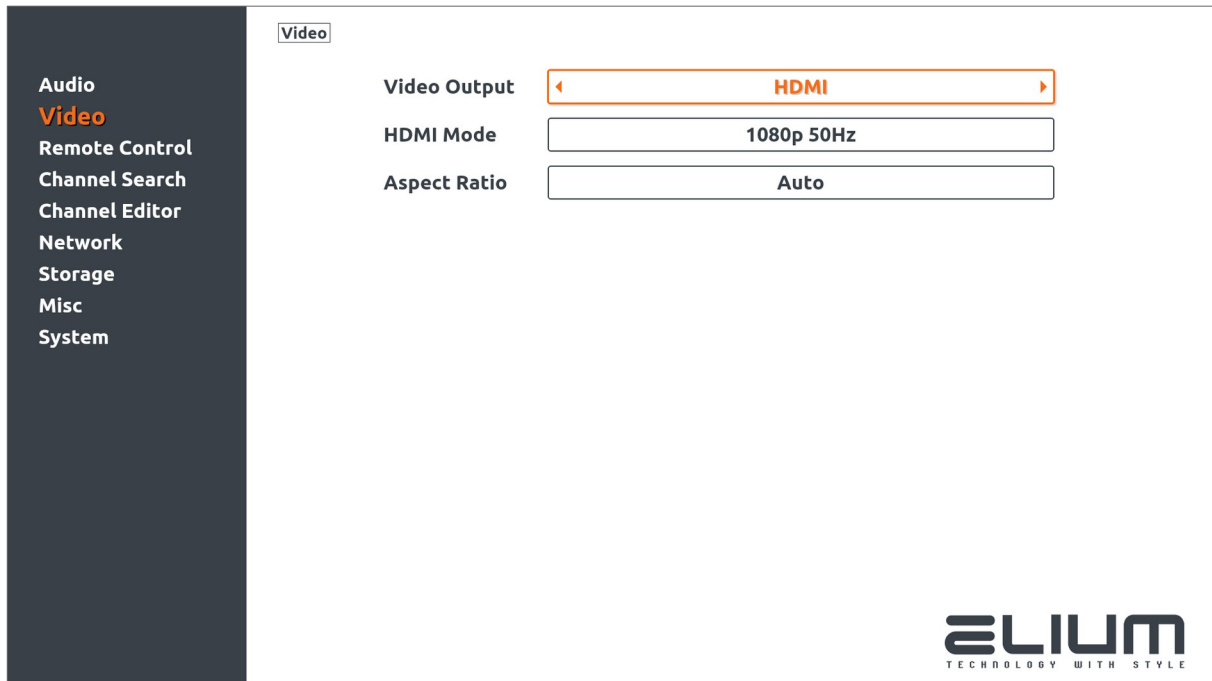 Video
Audio
Video
Remote Control
Channel Search
Channel Editor
Network
Storage
Misc
System
Video Output HDMI
HDMI Mode 1080p 50Hz
Aspect Ratio Auto
ELIUM
TECHNOLOGY WITH STYLE